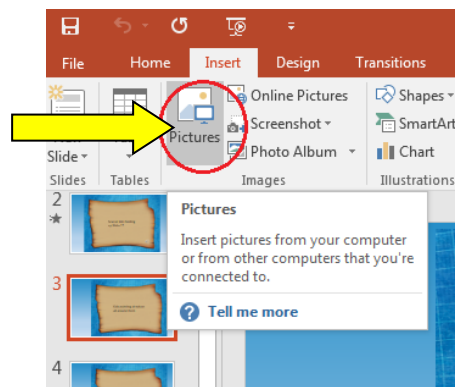 File Home Insert Design Transitions
Pictures
Online Pictures
Screenshot
Photo Album
Shapes
SmartArt
Chart
Slide
Slides Tables Images Illustrations
2
Pictures
Insert pictures from your computer
or from other computers that you're
connected to.
Tell me more
3
4